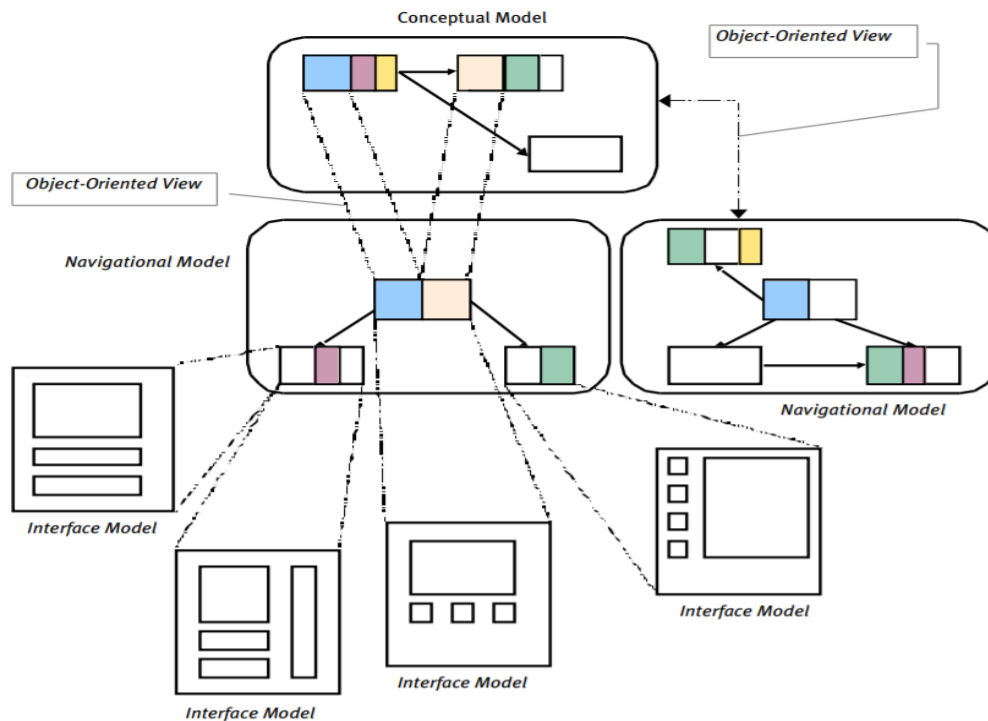 Conceptual Model
Object-Oriented View
Object-Oriented View
Navigational Model
Navigational Model
Interface Model
Interface Model
Interface Model
Interface Model